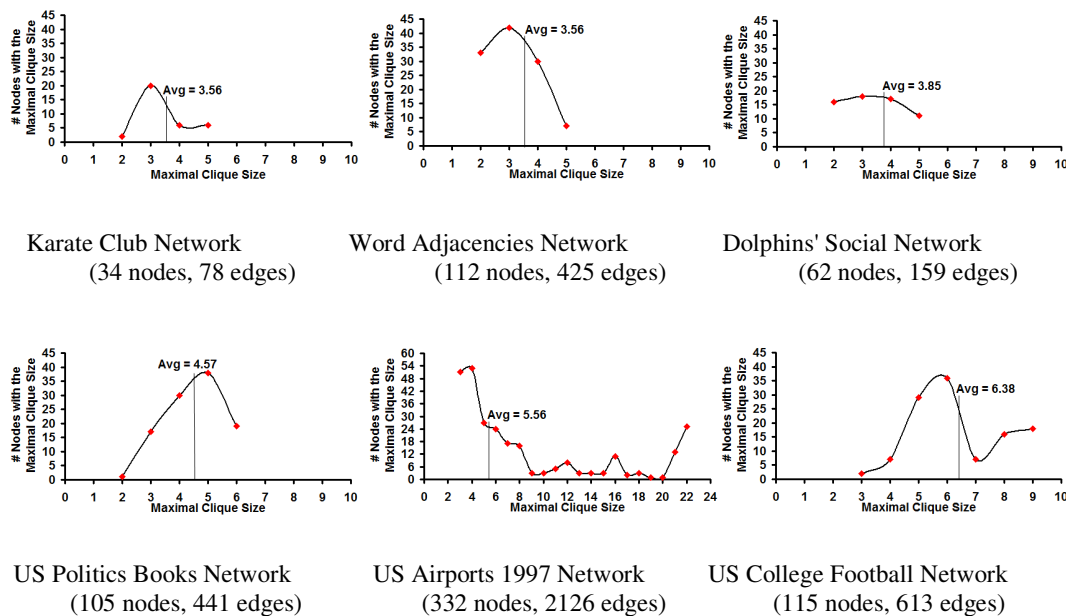 # Nodes with the
Maximal Clique Size
45
40
35
30
25
20
15
10
5
0
Avg = 3.56
0 1 2 3 4 5 6 7 8 9 10
Maximal Clique Size
Karate Club Network
(34 nodes, 78 edges)
# Nodes with the
Maximal Clique Size
45
40
35
30
25
20
15
10
5
0
Avg = 3.56
0 1 2 3 4 5 6 7 8 9 10
Maximal Clique Size
Word Adjacencies Network
(112 nodes, 425 edges)
# Nodes with the
Maximal Clique Size
45
40
35
30
25
20
15
10
5
0
Avg = 3.85
0 1 2 3 4 5 6 7 8 9 10
Maximal Clique Size
Dolphins' Social Network
(62 nodes, 159 edges)
# Nodes with the
Maximal Clique Size
45
40
35
30
25
20
15
10
5
0
Avg = 4.57
0 1 2 3 4 5 6 7 8 9 10
Maximal Clique Size
US Politics Books Network
(105 nodes, 441 edges)
# Nodes with the
Maximal Clique Size
60
54
48
42
36
30
24
18
12
6
0
Avg = 5.56
0 2 4 6 8 10 12 14 16 18 20 22 24
Maximal Clique Size
US Airports 1997 Network
(332 nodes, 2126 edges)
# Nodes with the
Maximal Clique Size
45
40
35
30
25
20
15
10
5
0
Avg = 6.38
0 1 2 3 4 5 6 7 8 9 10
Maximal Clique Size
US College Football Network
(115 nodes, 613 edges)